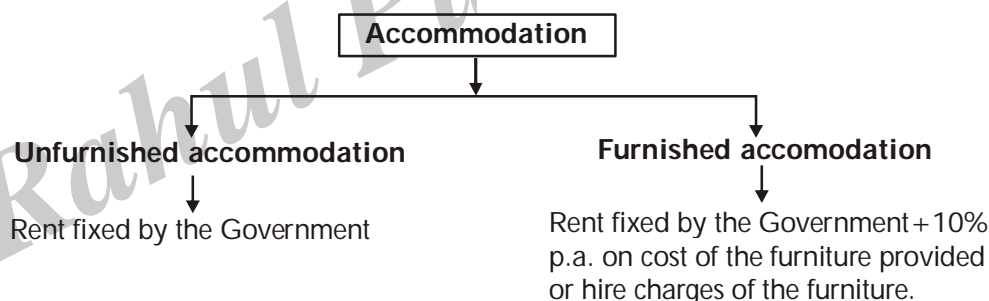 Accommodation
Unfurnished accommodation
Rent fixed by the Government
Furnished accomodation
Rent fixed by the Government+10%
p.a. on cost of the furniture provided
or hire charges of the furniture.
Rahul